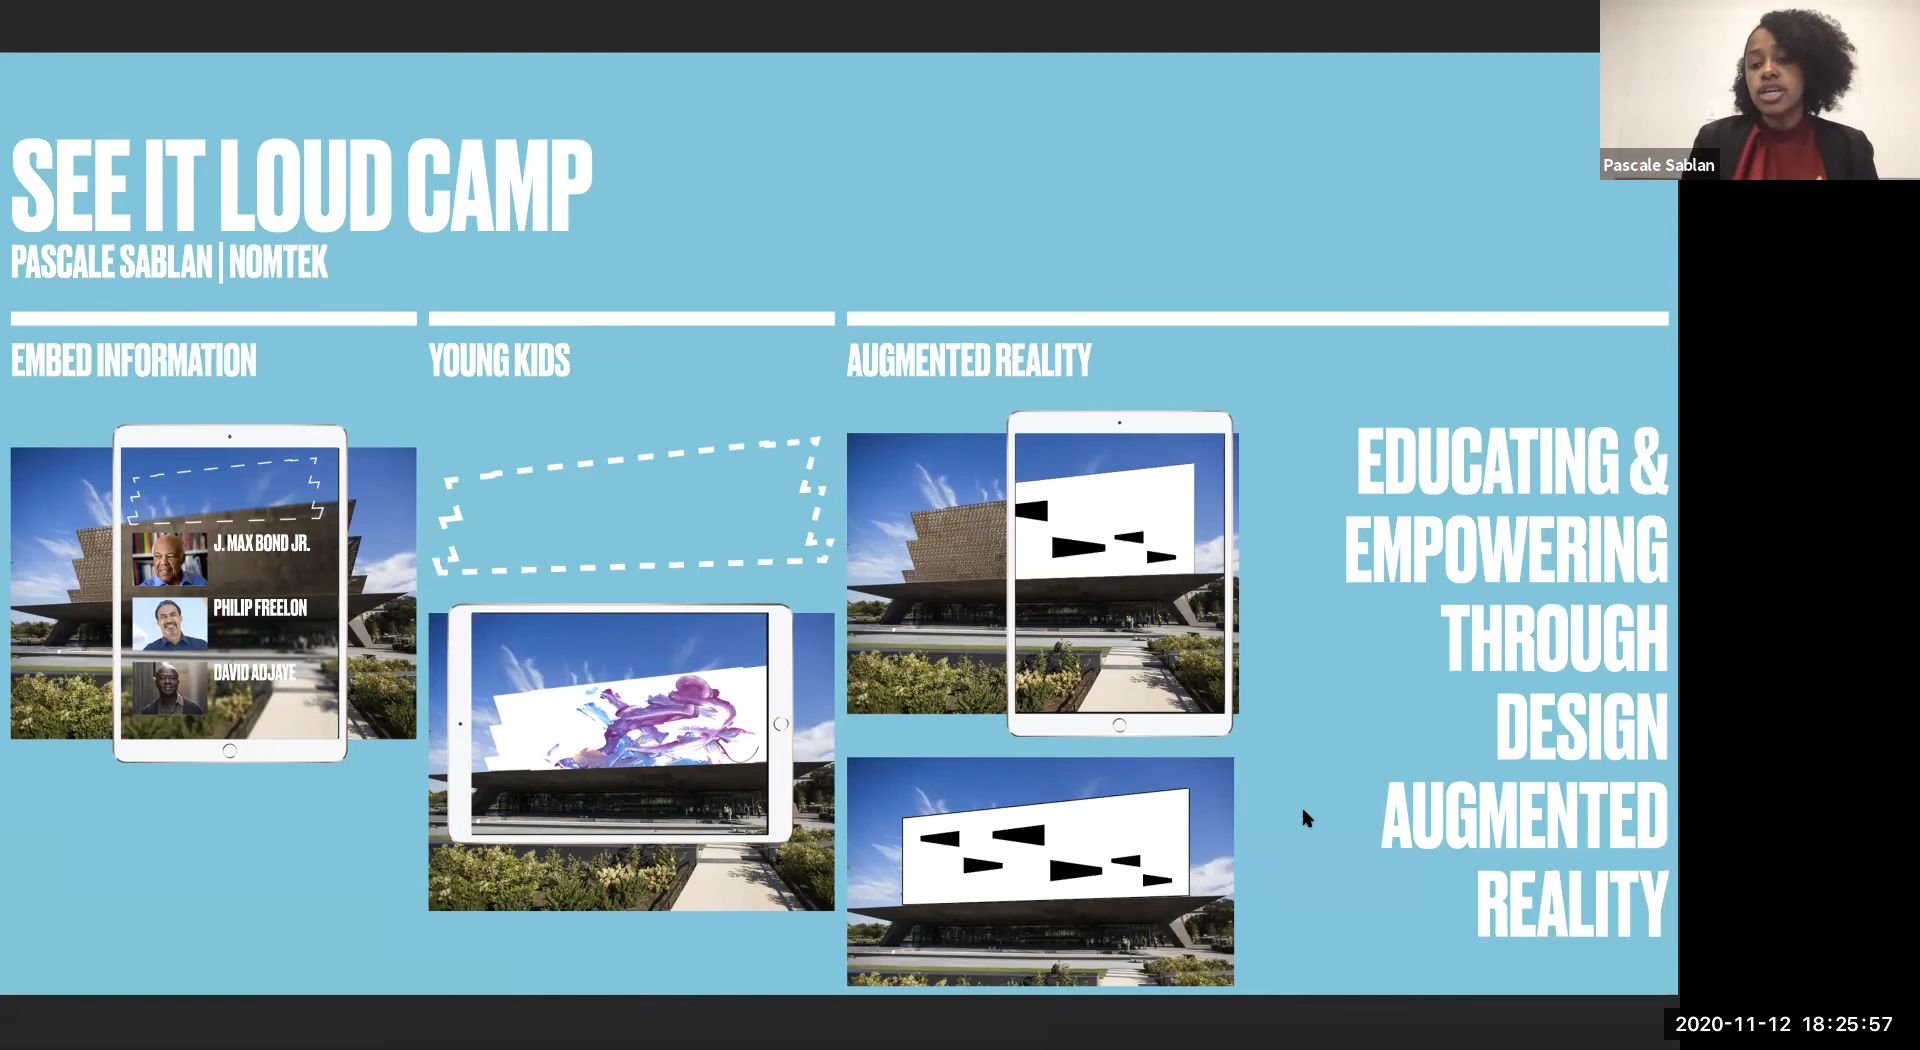 Pascale Sablan
SEE IT LOUD CAMP
PASCALE SABLAN | NOMTEK
EMBED INFORMATION
J. MAX BOND JR.
PHILIP FREELON
DAVID ADJAYE
YOUNG KIDS
AUGMENTED REALITY
EDUCATING &
EMPOWERING
THROUGH
DESIGN
AUGMENTED
REALITY
2020-11-12 18:25:57